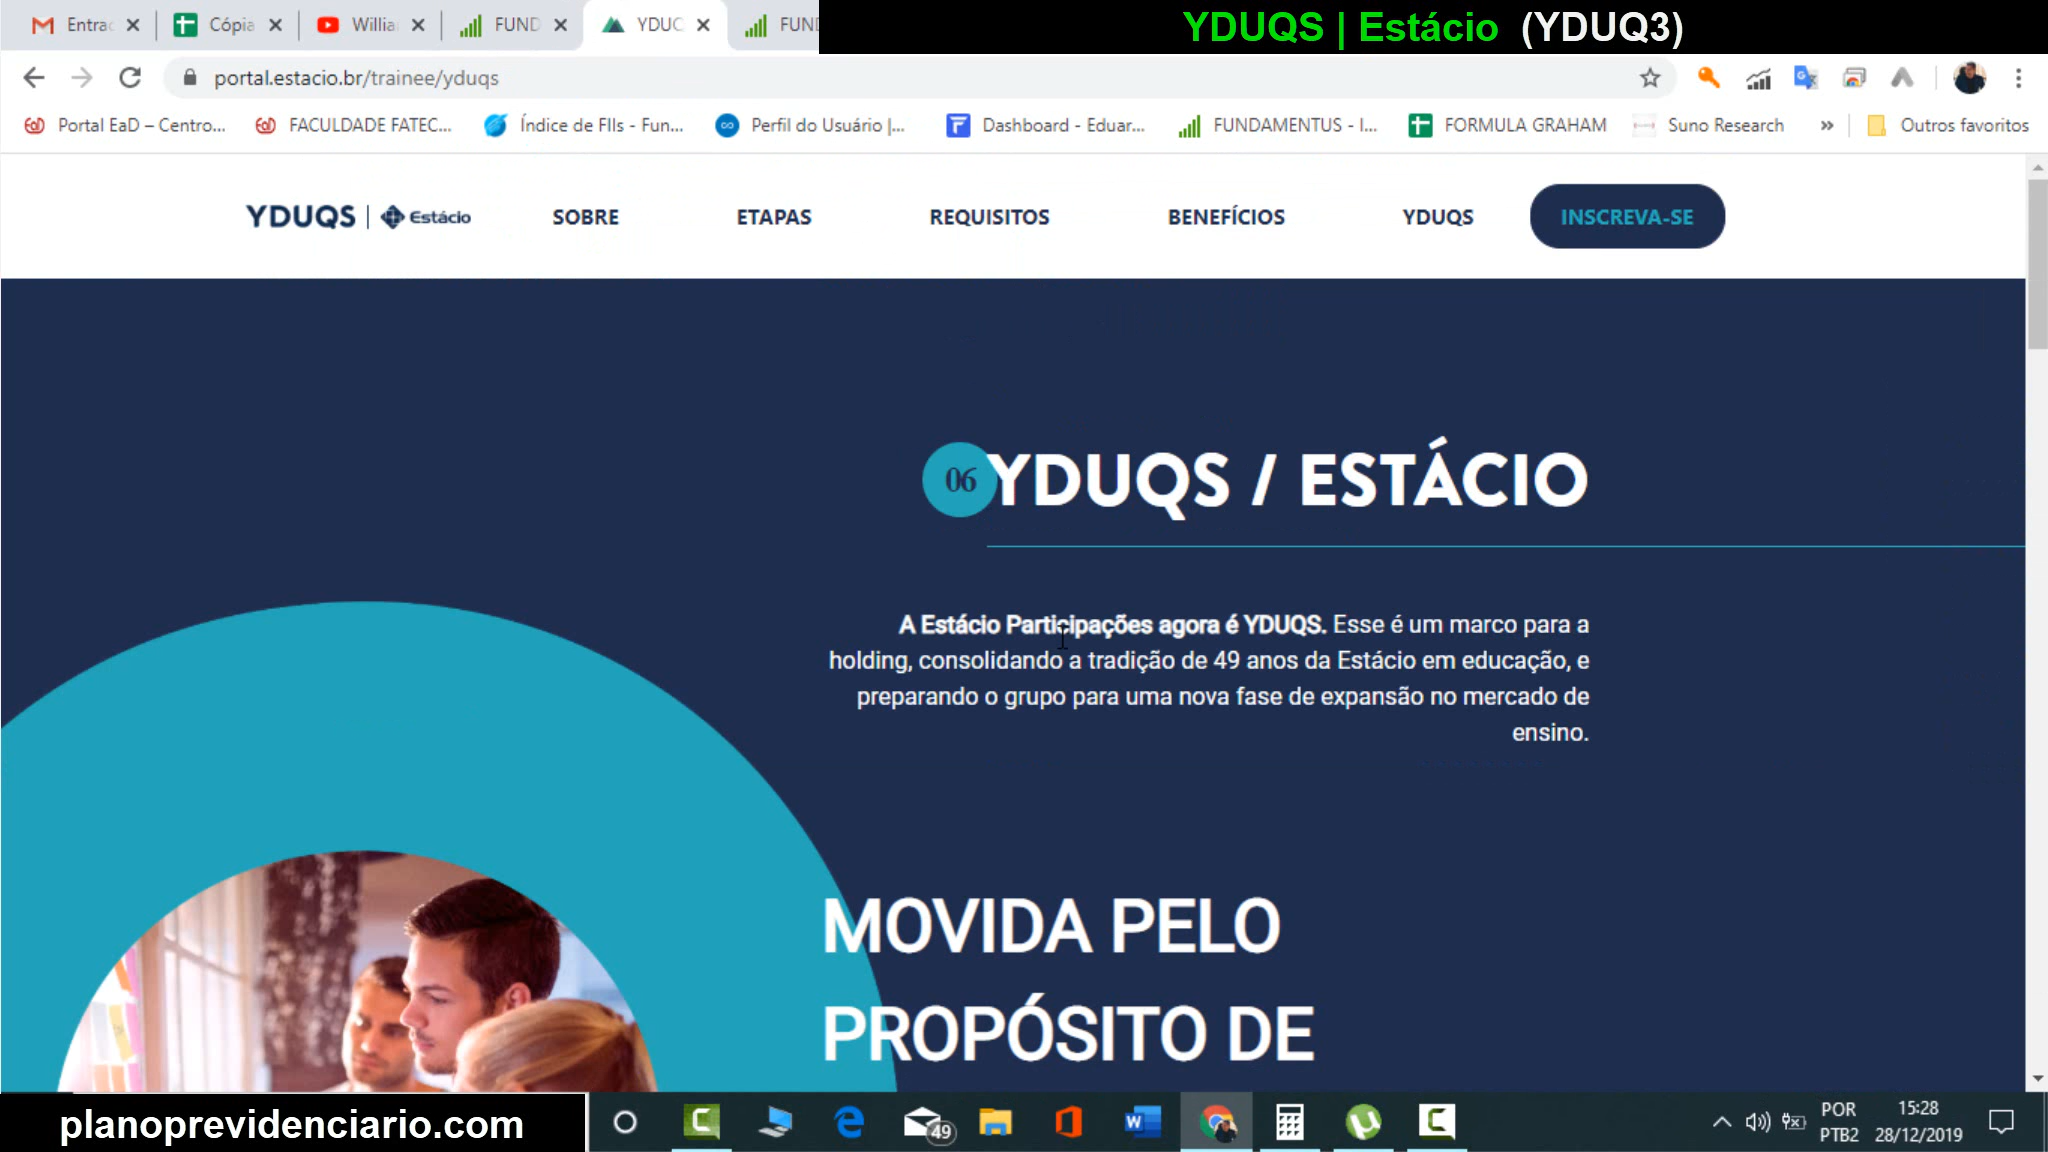 Entrac
Cópia
Willia
FUND
YDUC
FUN
YDUQS | Estácio (YDUQ3)
portal.estacio.br/trainee/yduqs
Portal EaD – Centro...
FACULDADE FATEC...
Índice de FIIs - Fun...
Perfil do Usuário |...
Dashboard - Eduar...
FUNDAMENTUS - I...
FORMULA GRAHAM
Suno Research
»
Outros favoritos
YDUQS | Estácio
SOBRE
ETAPAS
REQUISITOS
BENEFÍCIOS
YDUQS
INSCREVA-SE
06
YDUQS / ESTÁCIO
A Estácio Participações agora é YDUQS. Esse é um marco para a
holding, consolidando a tradição de 49 anos da Estácio em educação, e
preparando o grupo para uma nova fase de expansão no mercado de
ensino.
MOVIDA PELO
PROPÓSITO DE
planoprevidenciario.com
49
POR
PTB2
15:28
28/12/2019